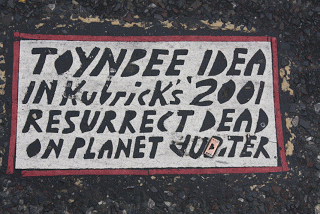 TOYNBEE IDEA
IN Kubrick's '2001
RESURRECT DEAD
ON PLANET JUPITER